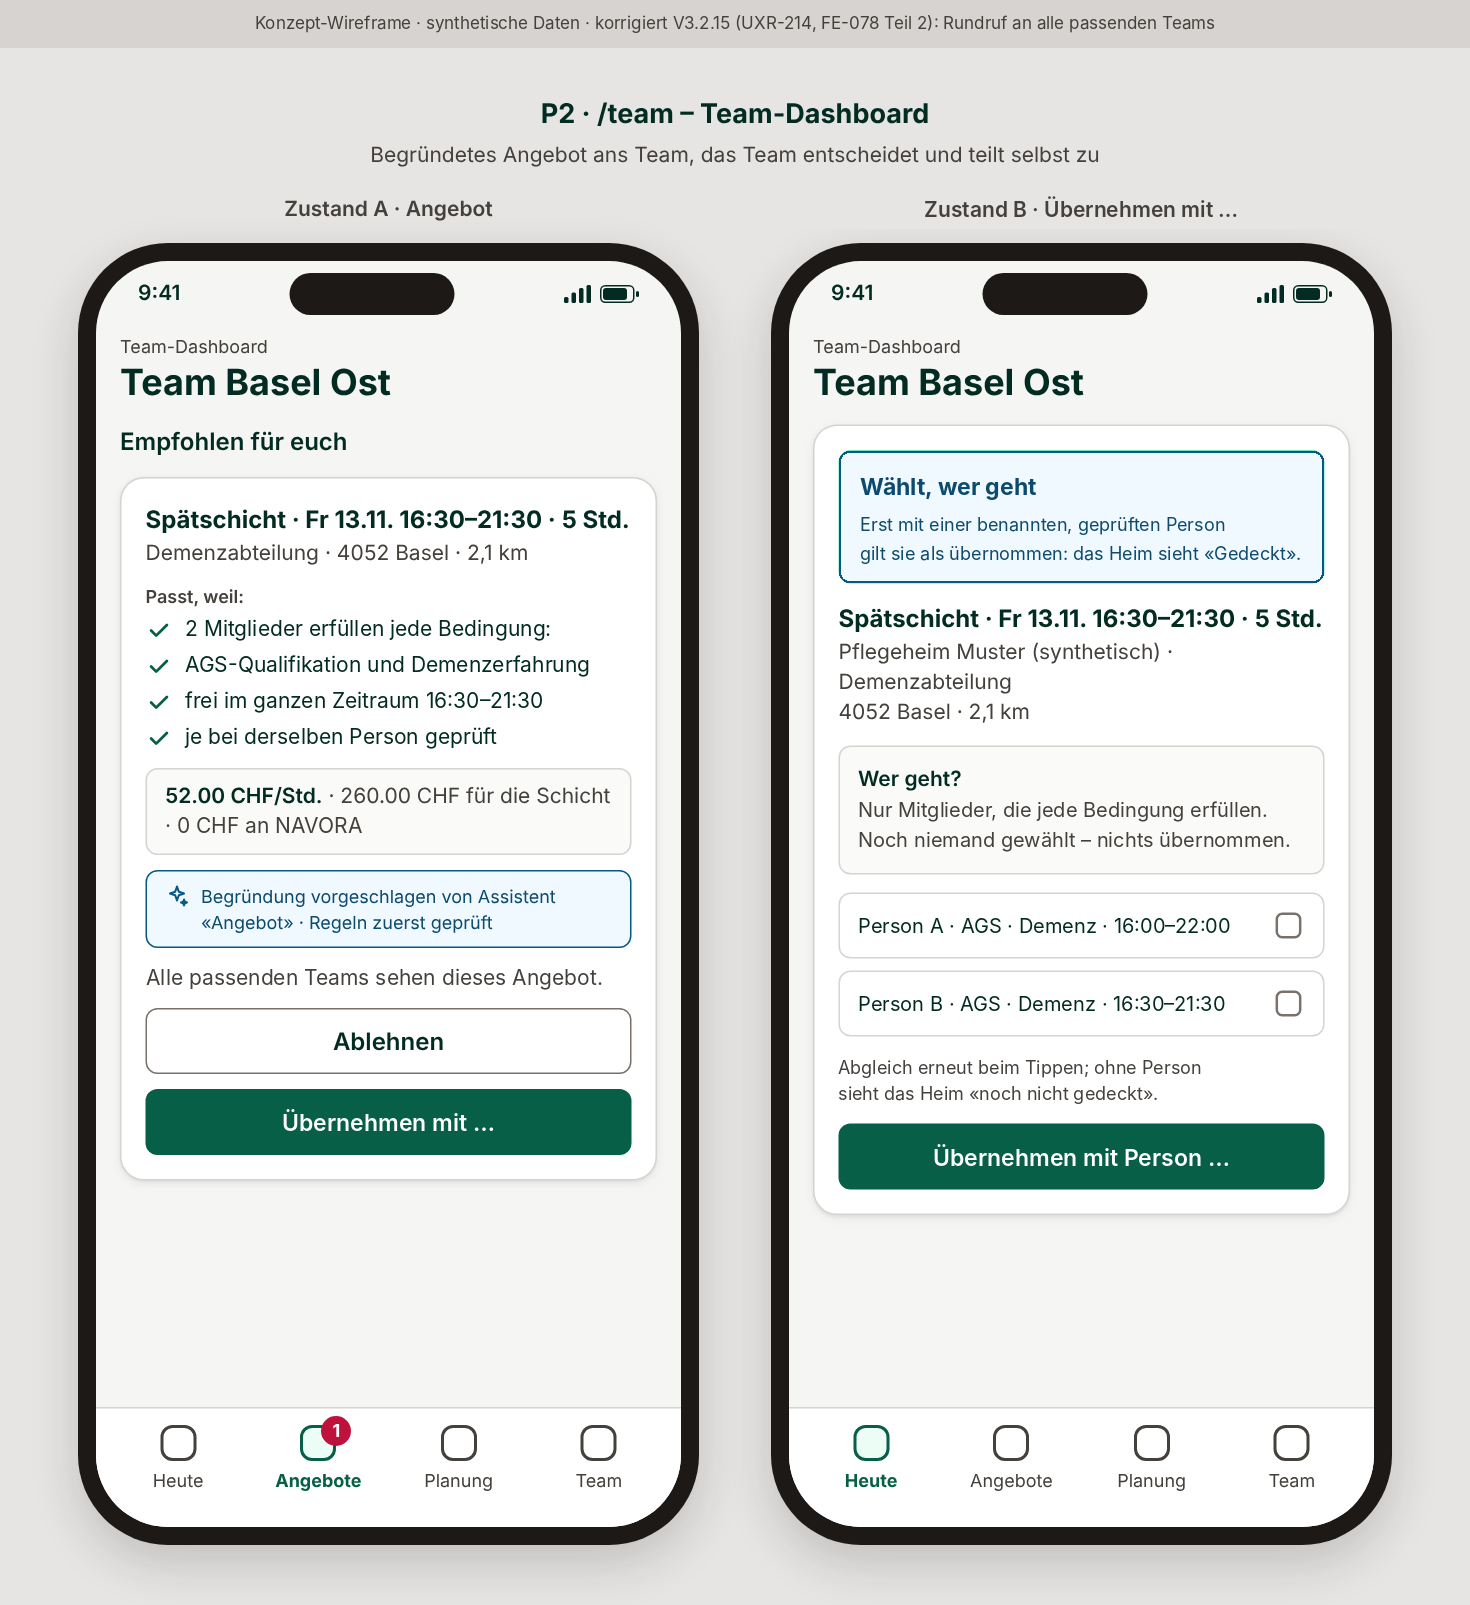 Konzept-Wireframe · synthetische Daten · korrigiert V3.2.15 (UXR-214, FE-078 Teil 2): Rundruf an alle passenden Teams
P2 · /team – Team-Dashboard
Begründetes Angebot ans Team, das Team entscheidet und teilt selbst zu
Zustand A · Angebot
9:41
Team-Dashboard
Team Basel Ost
Empfohlen für euch
Spätschicht · Fr 13.11. 16:30–21:30 · 5 Std.
Demenzabteilung · 4052 Basel · 2,1 km
Passt, weil:
2 Mitglieder erfüllen jede Bedingung:
AGS-Qualifikation und Demenzerfahrung
frei im ganzen Zeitraum 16:30–21:30
je bei derselben Person geprüft
52.00 CHF/Std. · 260.00 CHF für die Schicht
· 0 CHF an NAVORA
Begründung vorgeschlagen von Assistent
«Angebot» · Regeln zuerst geprüft
Alle passenden Teams sehen dieses Angebot.
Ablehnen
Übernehmen mit ...
1
Heute
Angebote
Planung
Team
Zustand B · Übernehmen mit ...
9:41
Team-Dashboard
Team Basel Ost
Wählt, wer geht
Erst mit einer benannten, geprüften Person
gilt sie als übernommen: das Heim sieht «Gedeckt».
Spätschicht · Fr 13.11. 16:30–21:30 · 5 Std.
Pflegeheim Muster (synthetisch) ·
Demenzabteilung
4052 Basel · 2,1 km
Wer geht?
Nur Mitglieder, die jede Bedingung erfüllen.
Noch niemand gewählt – nichts übernommen.
Person A · AGS · Demenz · 16:00–22:00
Person B · AGS · Demenz · 16:30–21:30
Abgleich erneut beim Tippen; ohne Person
sieht das Heim «noch nicht gedeckt».
Übernehmen mit Person ...
Heute
Angebote
Planung
Team